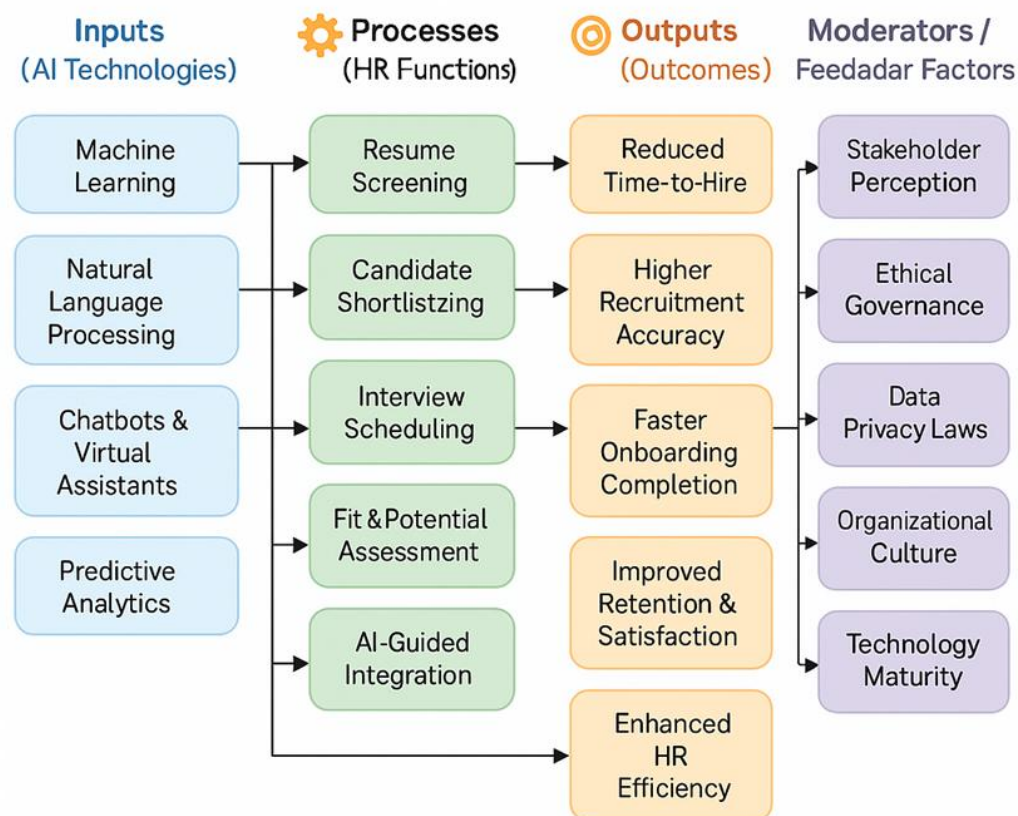 Inputs
(AI Technologies)
Machine
Learning
Natural
Language
Processing
Chatbots &
Virtual
Assistants
Predictive
Analytics
Processes
(HR Functions)
Resume
Screening
Candidate
Shortlistzing
Interview
Scheduling
Fit & Potential
Assessment
AI-Guided
Integration
Outputs
(Outcomes)
Reduced
Time-to-Hire
Higher
Recruitment
Accuracy
Faster
Onboarding
Completion
Improved
Retention &
Satisfaction
Enhanced
HR
Efficiency
Moderators /
Feedadar Factors
Stakeholder
Perception
Ethical
Governance
Data
Privacy Laws
Organizational
Culture
Technology
Maturity